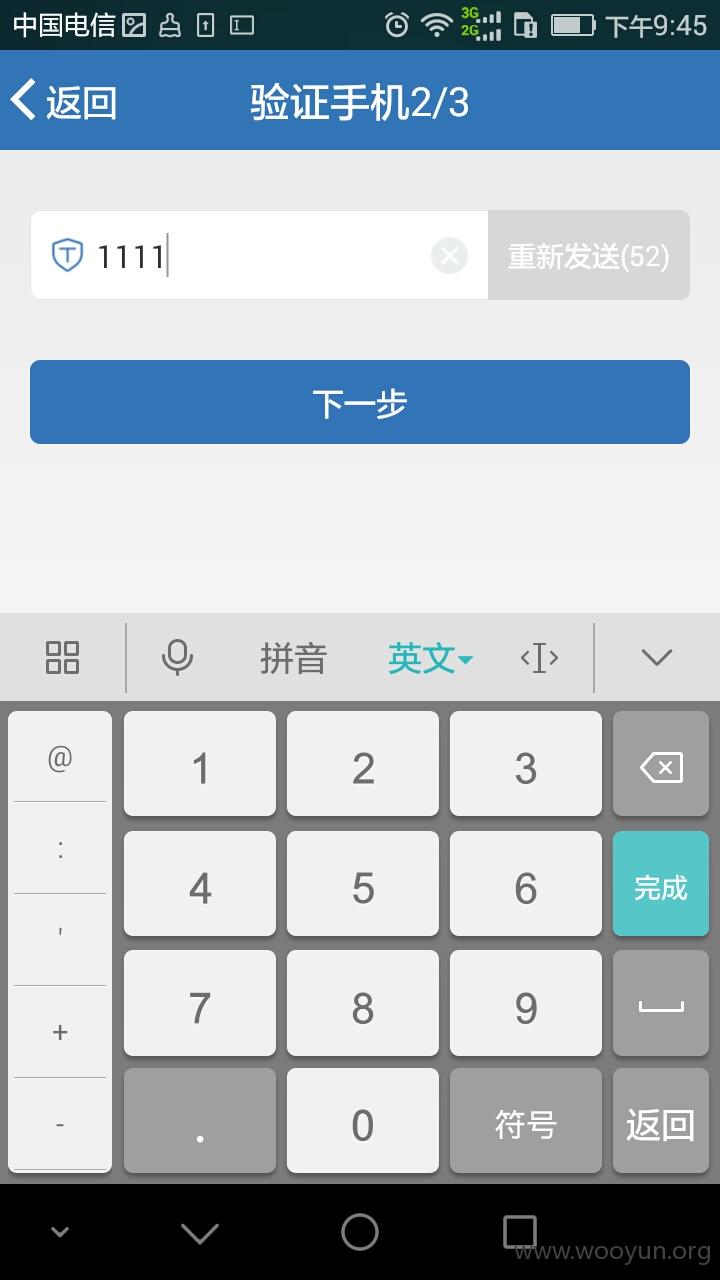 中国电信 3G 2G 下午9:45
返回 验证手机2/3
1111 重新发送(52)
下一步
拼音 英文
@ 1 2 3
: 4 5 6 完成
' 7 8 9
+
- . 0 符号 返回
www.wooyun.org